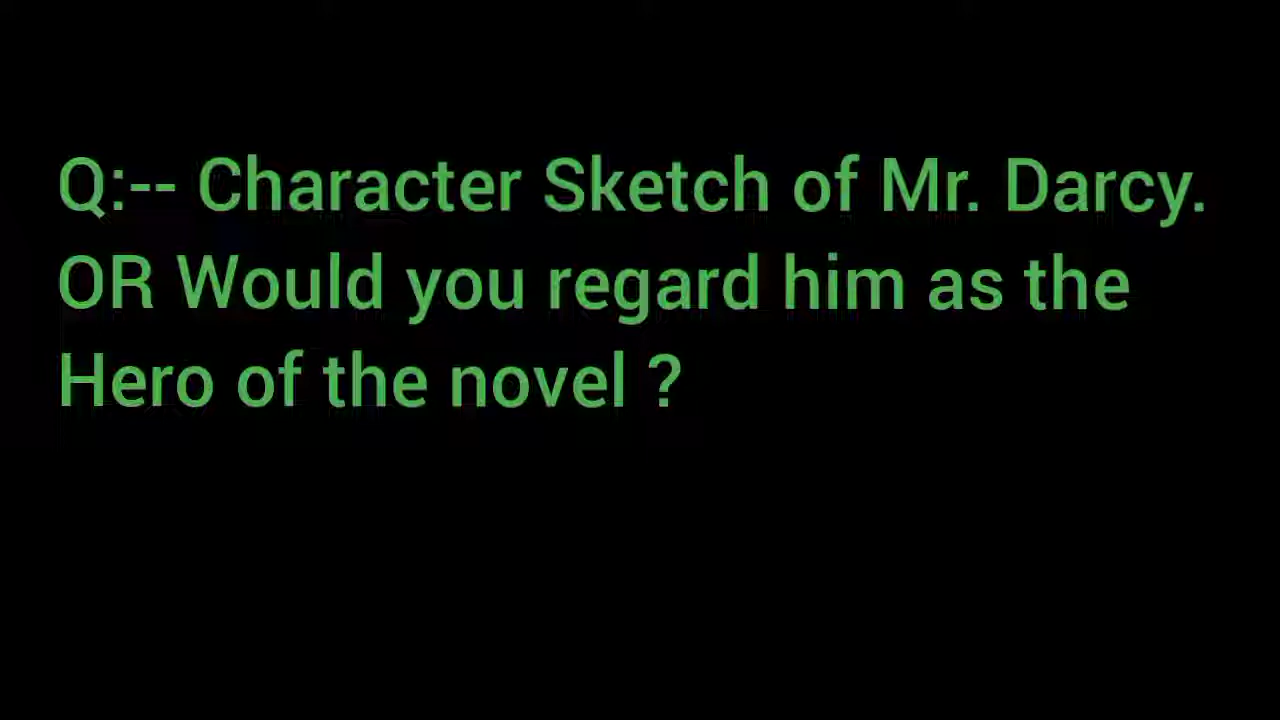 Q:-- Character Sketch of Mr. Darcy.
OR Would you regard him as the
Hero of the novel ?